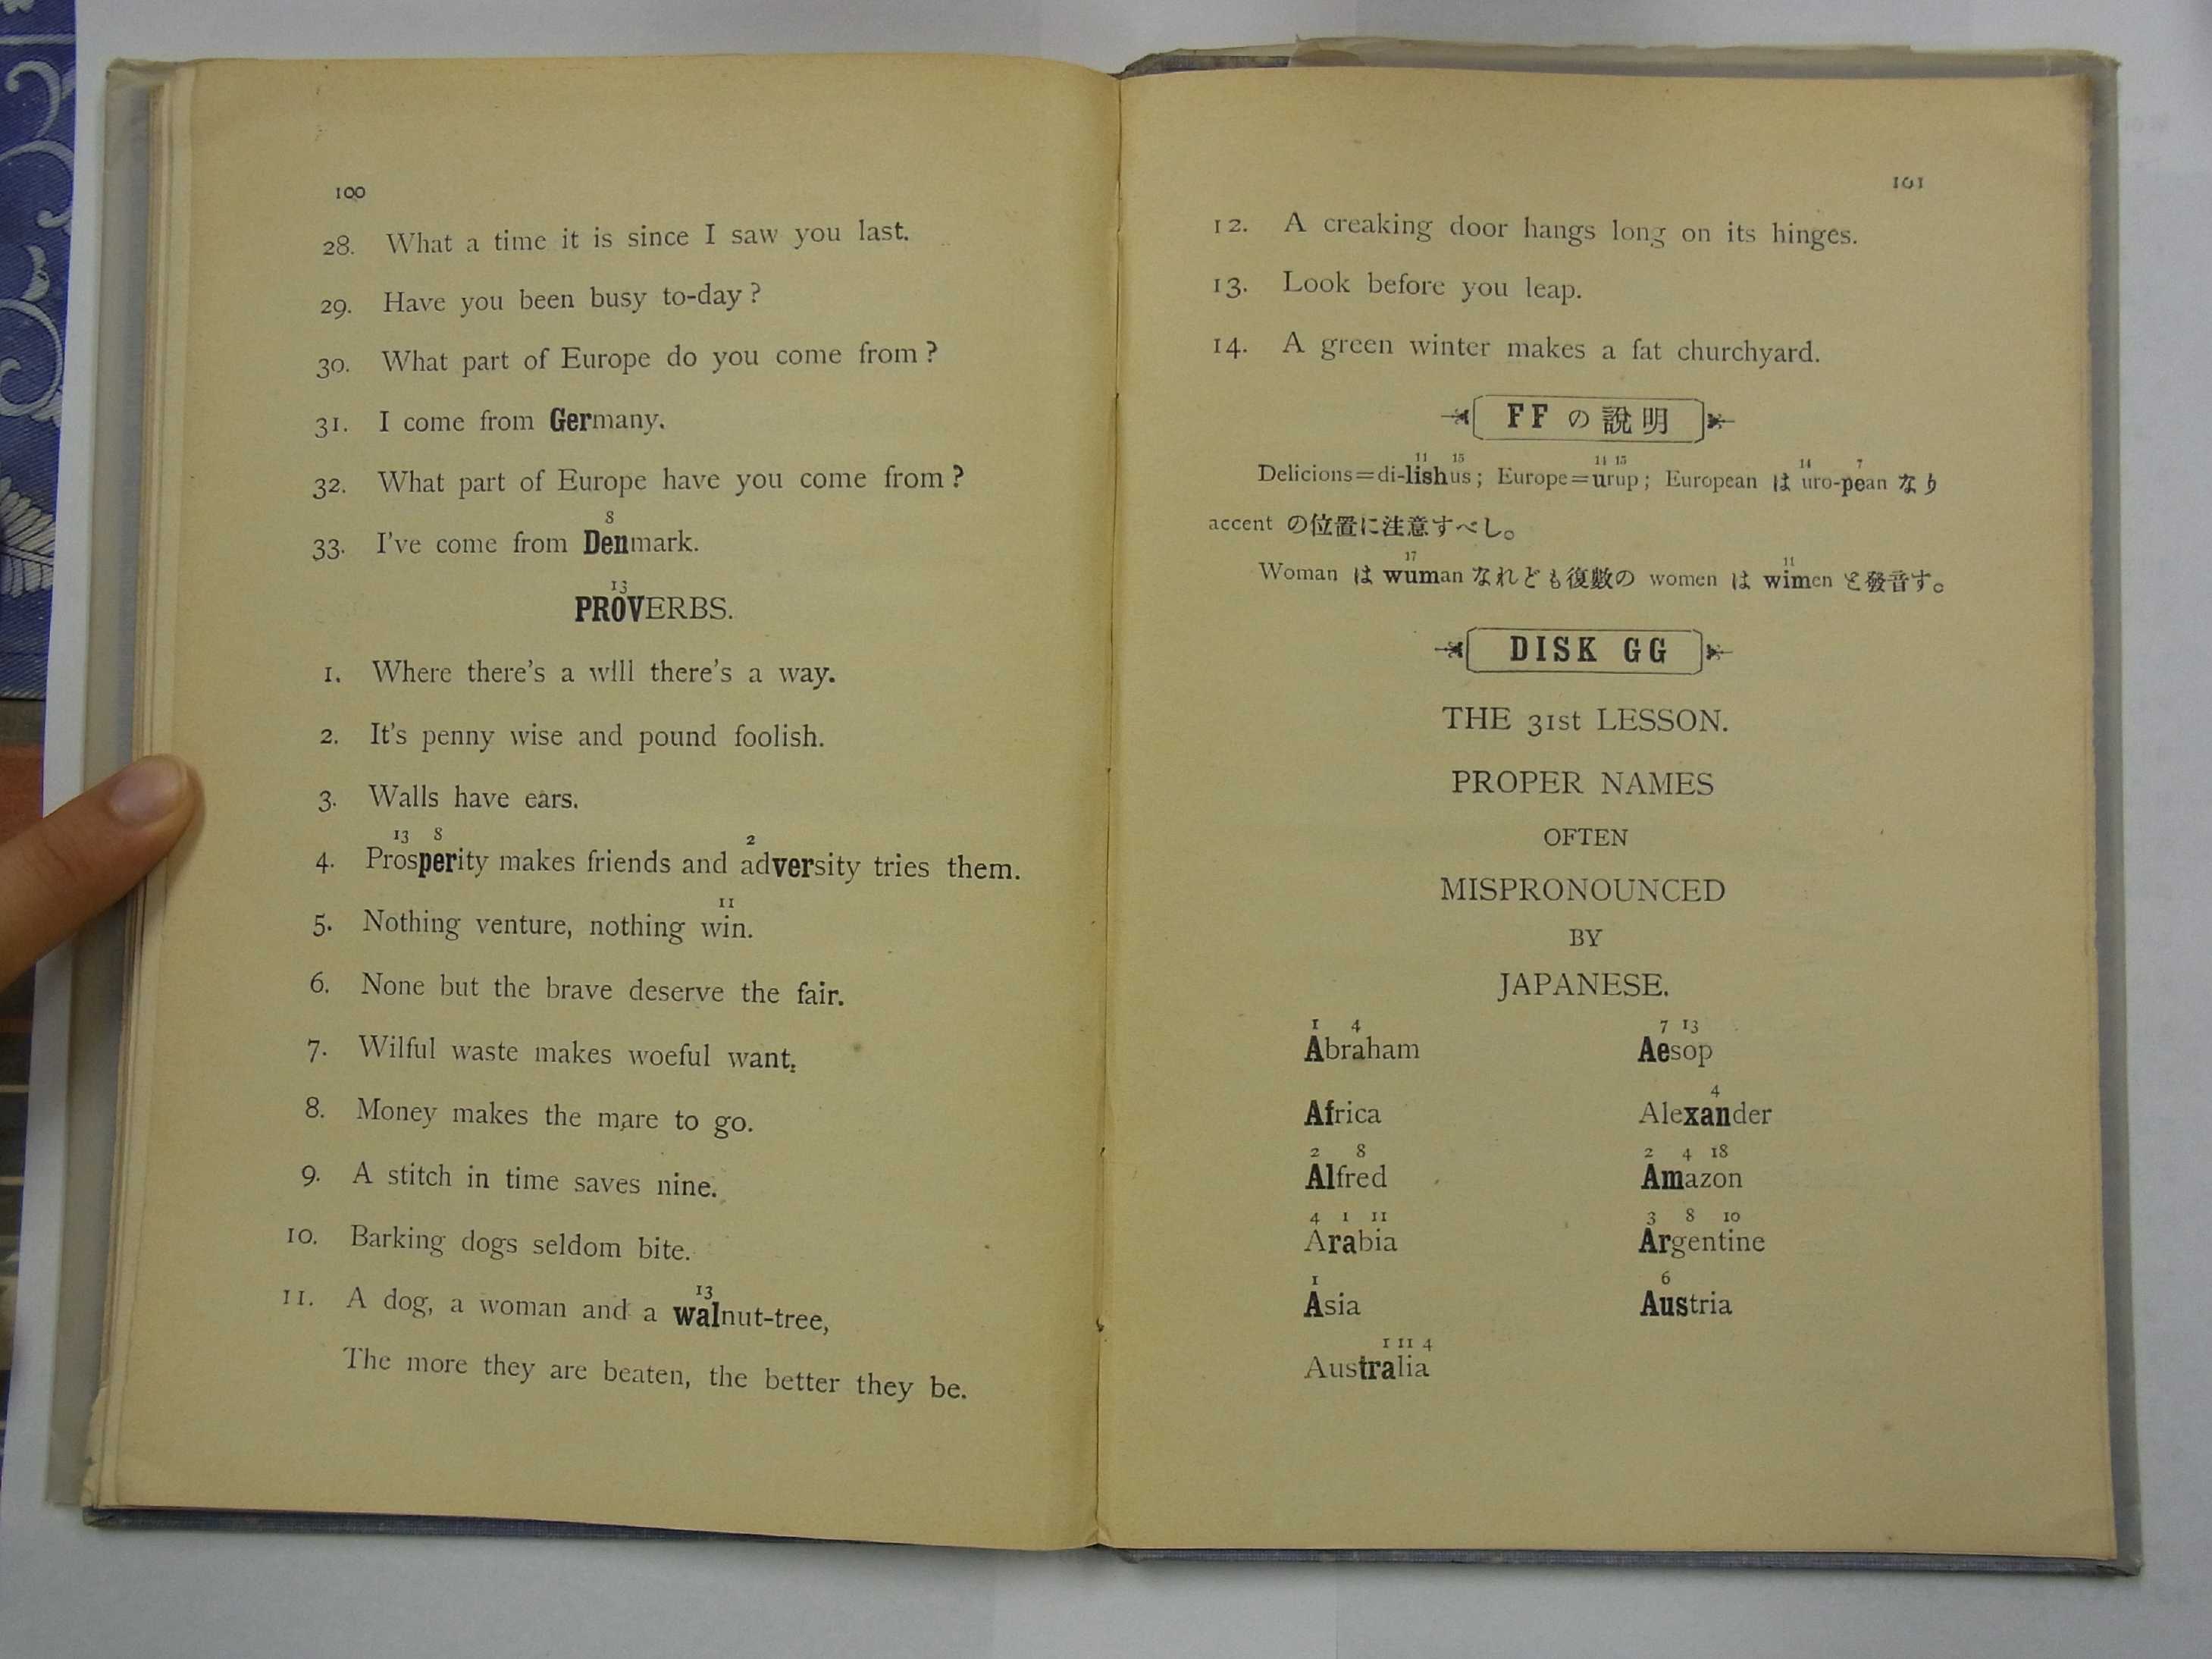 100
28. What a time it is since I saw you last.
29. Have you been busy to-day?
30. What part of Europe do you come from?
31. I come from Germany.
32. What part of Europe have you come from?
8
33. I've come from Denmark.
13
PROVERBS.
1. Where there's a will there's a way.
2. It's penny wise and pound foolish.
3. Walls have ears.
13 8 2
4. Prosperity makes friends and adversity tries them.
11
5. Nothing venture, nothing win.
6. None but the brave deserve the fair.
7. Wilful waste makes woeful want.
8. Money makes the mare to go.
9. A stitch in time saves nine.
10. Barking dogs seldom bite.
13
11. A dog, a woman and a walnut-tree,
The more they are beaten, the better they be.
101
12. A creaking door hangs long on its hinges.
13. Look before you leap.
14. A green winter makes a fat churchyard.
FF の說明
11 15 14 15 14 7
Delicions=di-lishus; Europe=urup; European は uro-pean なり
accent の位置に注意すべし。
17 11
Woman は wuman なれども復數の women は wimen と發音す。
DISK GG
THE 31st LESSON.
PROPER NAMES
OFTEN
MISPRONOUNCED
BY
JAPANESE.
1 4 7 13
Abraham Aesop
4
Africa Alexander
2 8 2 4 18
Alfred Amazon
4 1 11 3 8 10
Arabia Argentine
1 6
Asia Austria
1 11 4
Australia